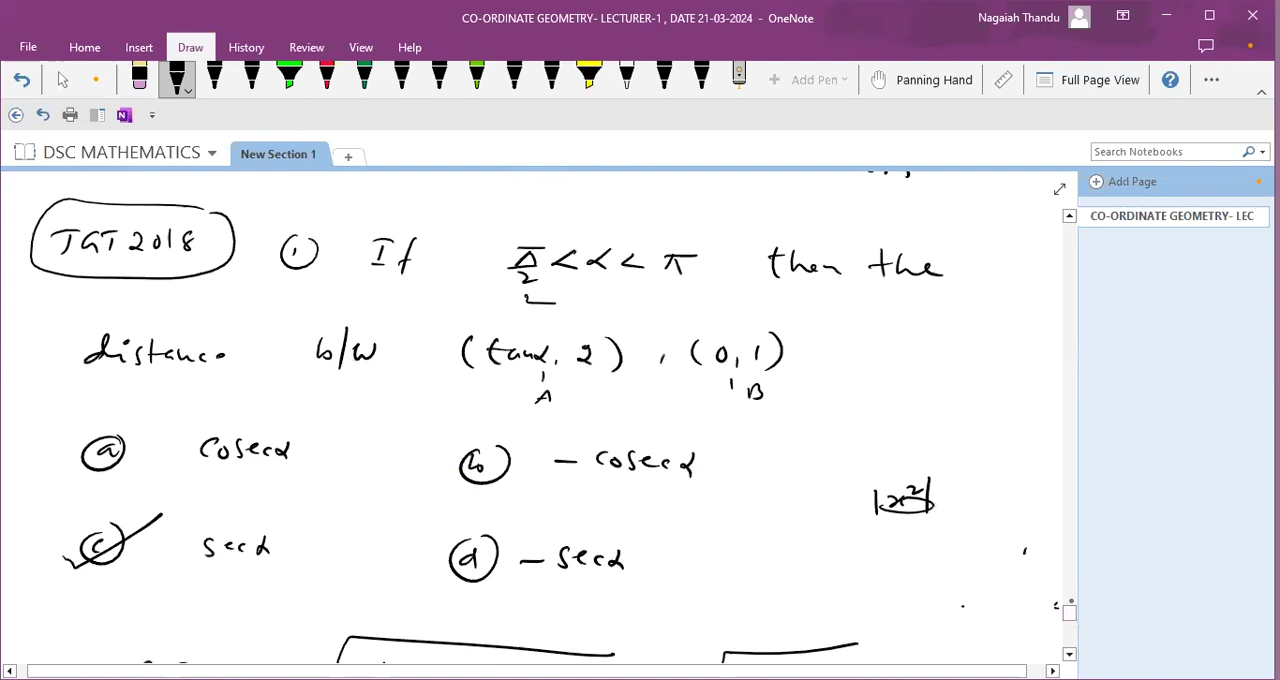 CO-ORDINATE GEOMETRY- LECTURER-1 , DATE 21-03-2024 - OneNote
Nagaiah Thandu
File Home Insert Draw History Review View Help
Add Pen Panning Hand Full Page View
DSC MATHEMATICS New Section 1
Search Notebooks
Add Page
CO-ORDINATE GEOMETRY- LEC
TGT 2018 ① If π/2 < α < π then the
distance b/w (tanα, 2) , (0, 1)
A B
ⓐ cosecα ⓑ - cosecα
|x²|
ⓒ secα ⓓ - secα